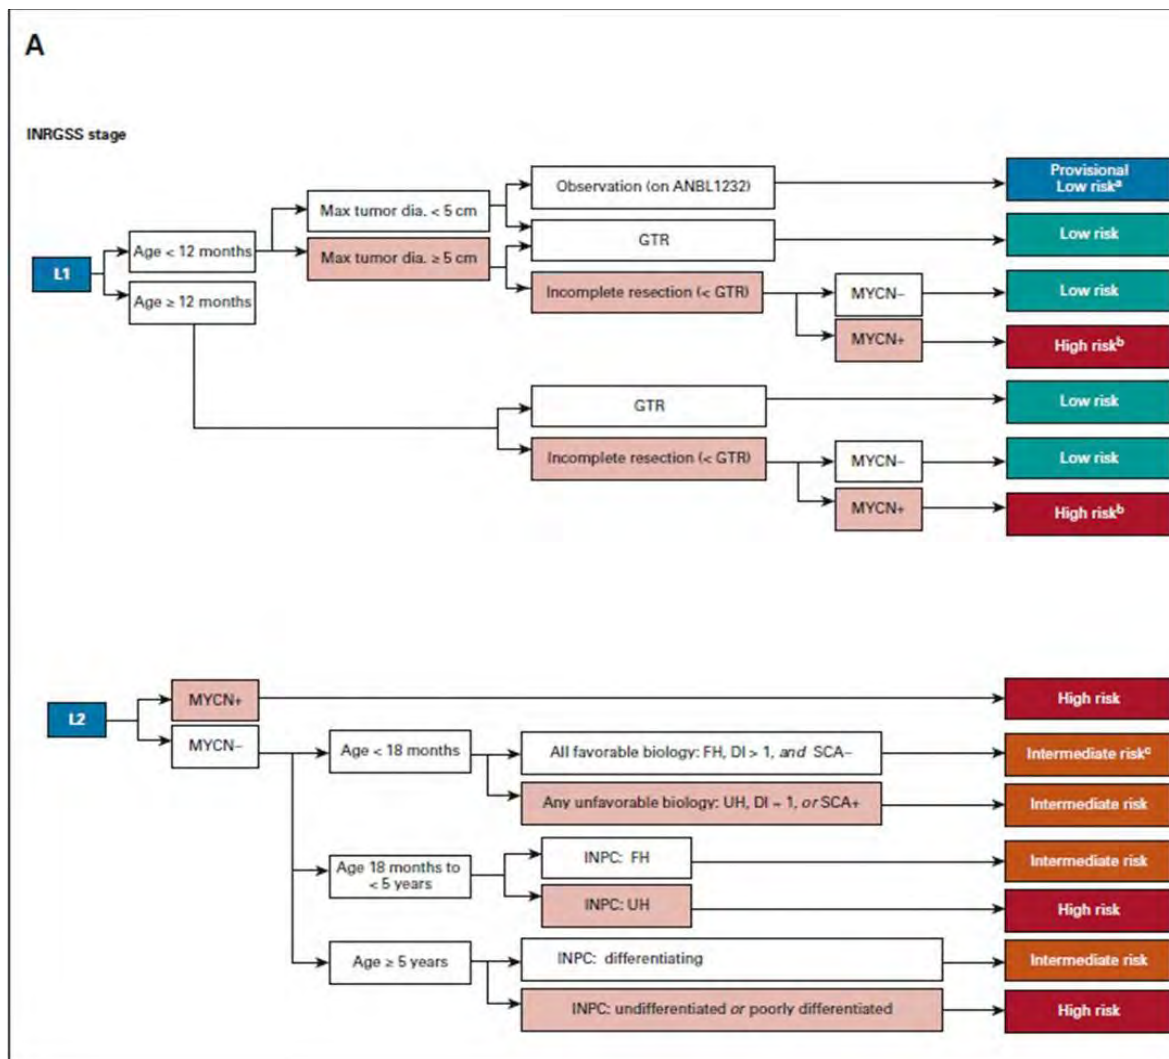 A
INRGSS stage
Provisional
Low riskᵃ
Observation (on ANBL1232)
Max tumor dia. < 5 cm
Low risk
GTR
Age < 12 months
Max tumor dia. ≥ 5 cm
L1
Incomplete resection (< GTR)
MYCN–
Low risk
Age ≥ 12 months
MYCN+
High riskᵇ
GTR
Low risk
Incomplete resection (< GTR)
MYCN–
Low risk
MYCN+
High riskᵇ
MYCN+
High risk
L2
MYCN–
Age < 18 months
All favorable biology: FH, DI > 1, and SCA–
Intermediate riskᶜ
Any unfavorable biology: UH, DI = 1, or SCA+
Intermediate risk
Age 18 months to
< 5 years
INPC: FH
Intermediate risk
INPC: UH
High risk
Age ≥ 5 years
INPC: differentiating
Intermediate risk
INPC: undifferentiated or poorly differentiated
High risk